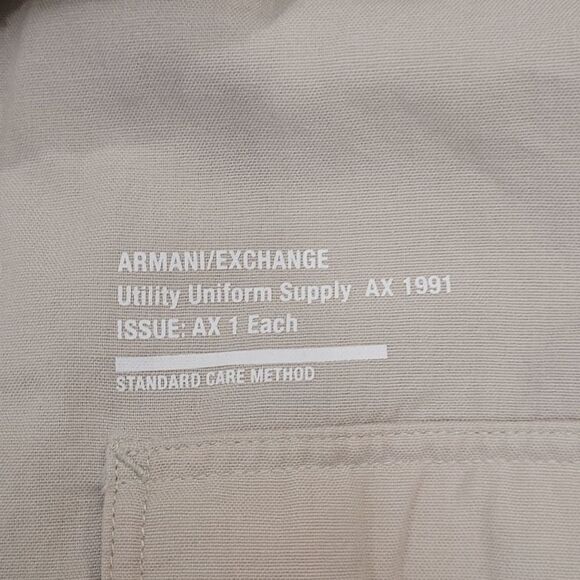 ARMANI/EXCHANGE
Utility Uniform Supply AX 1991
ISSUE: AX 1 Each
STANDARD CARE METHOD